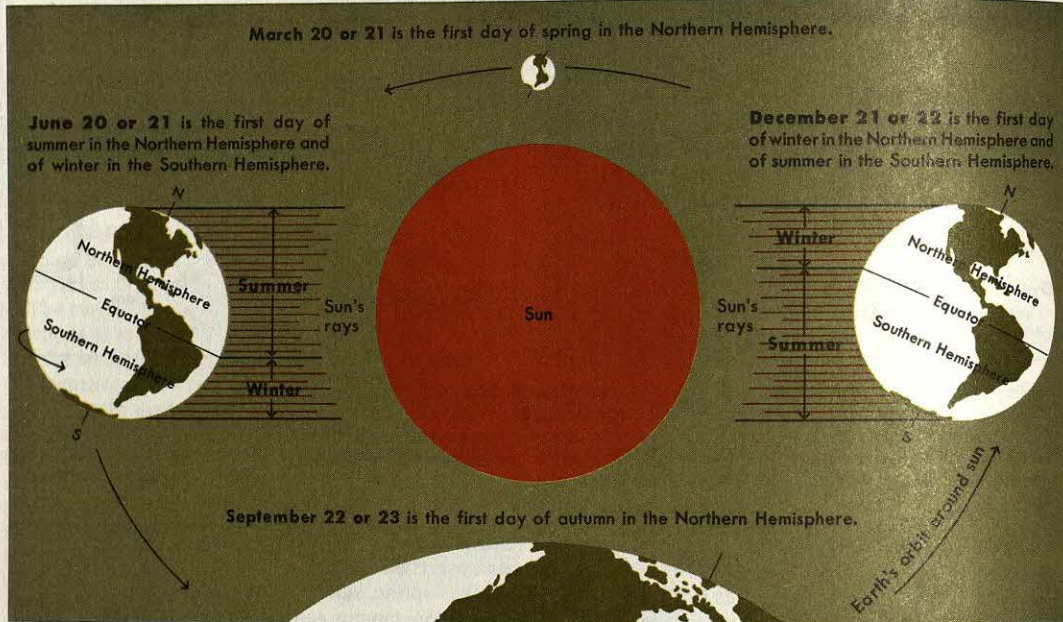 March 20 or 21 is the first day of spring in the Northern Hemisphere.
June 20 or 21 is the first day of
summer in the Northern Hemisphere and
of winter in the Southern Hemisphere.
December 21 or 22 is the first day
of winter in the Northern Hemisphere and
of summer in the Southern Hemisphere.
N
Northern Hemisphere
Equator
Southern Hemisphere
S
Summer
Winter
Sun's
rays
Sun
Sun's
rays
Winter
Summer
N
Northern Hemisphere
Equator
Southern Hemisphere
S
September 22 or 23 is the first day of autumn in the Northern Hemisphere.
Earth's orbit around sun